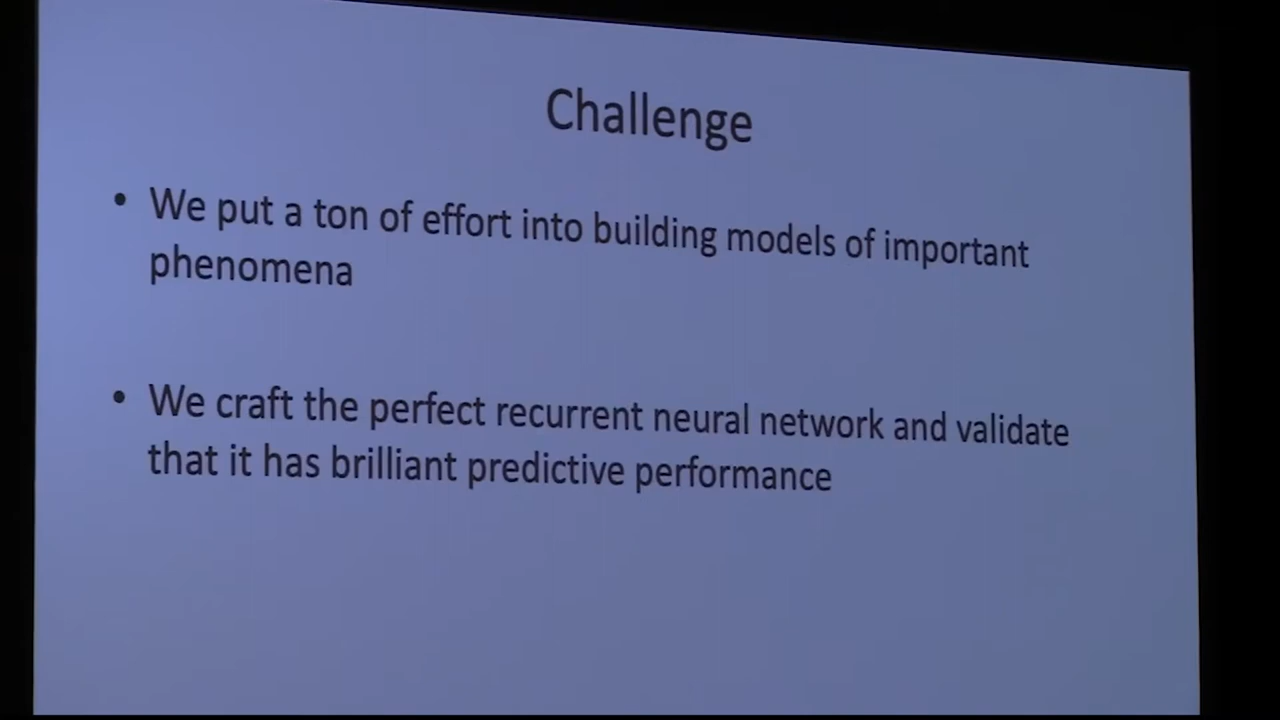 Challenge
• We put a ton of effort into building models of important
phenomena
• We craft the perfect recurrent neural network and validate
that it has brilliant predictive performance